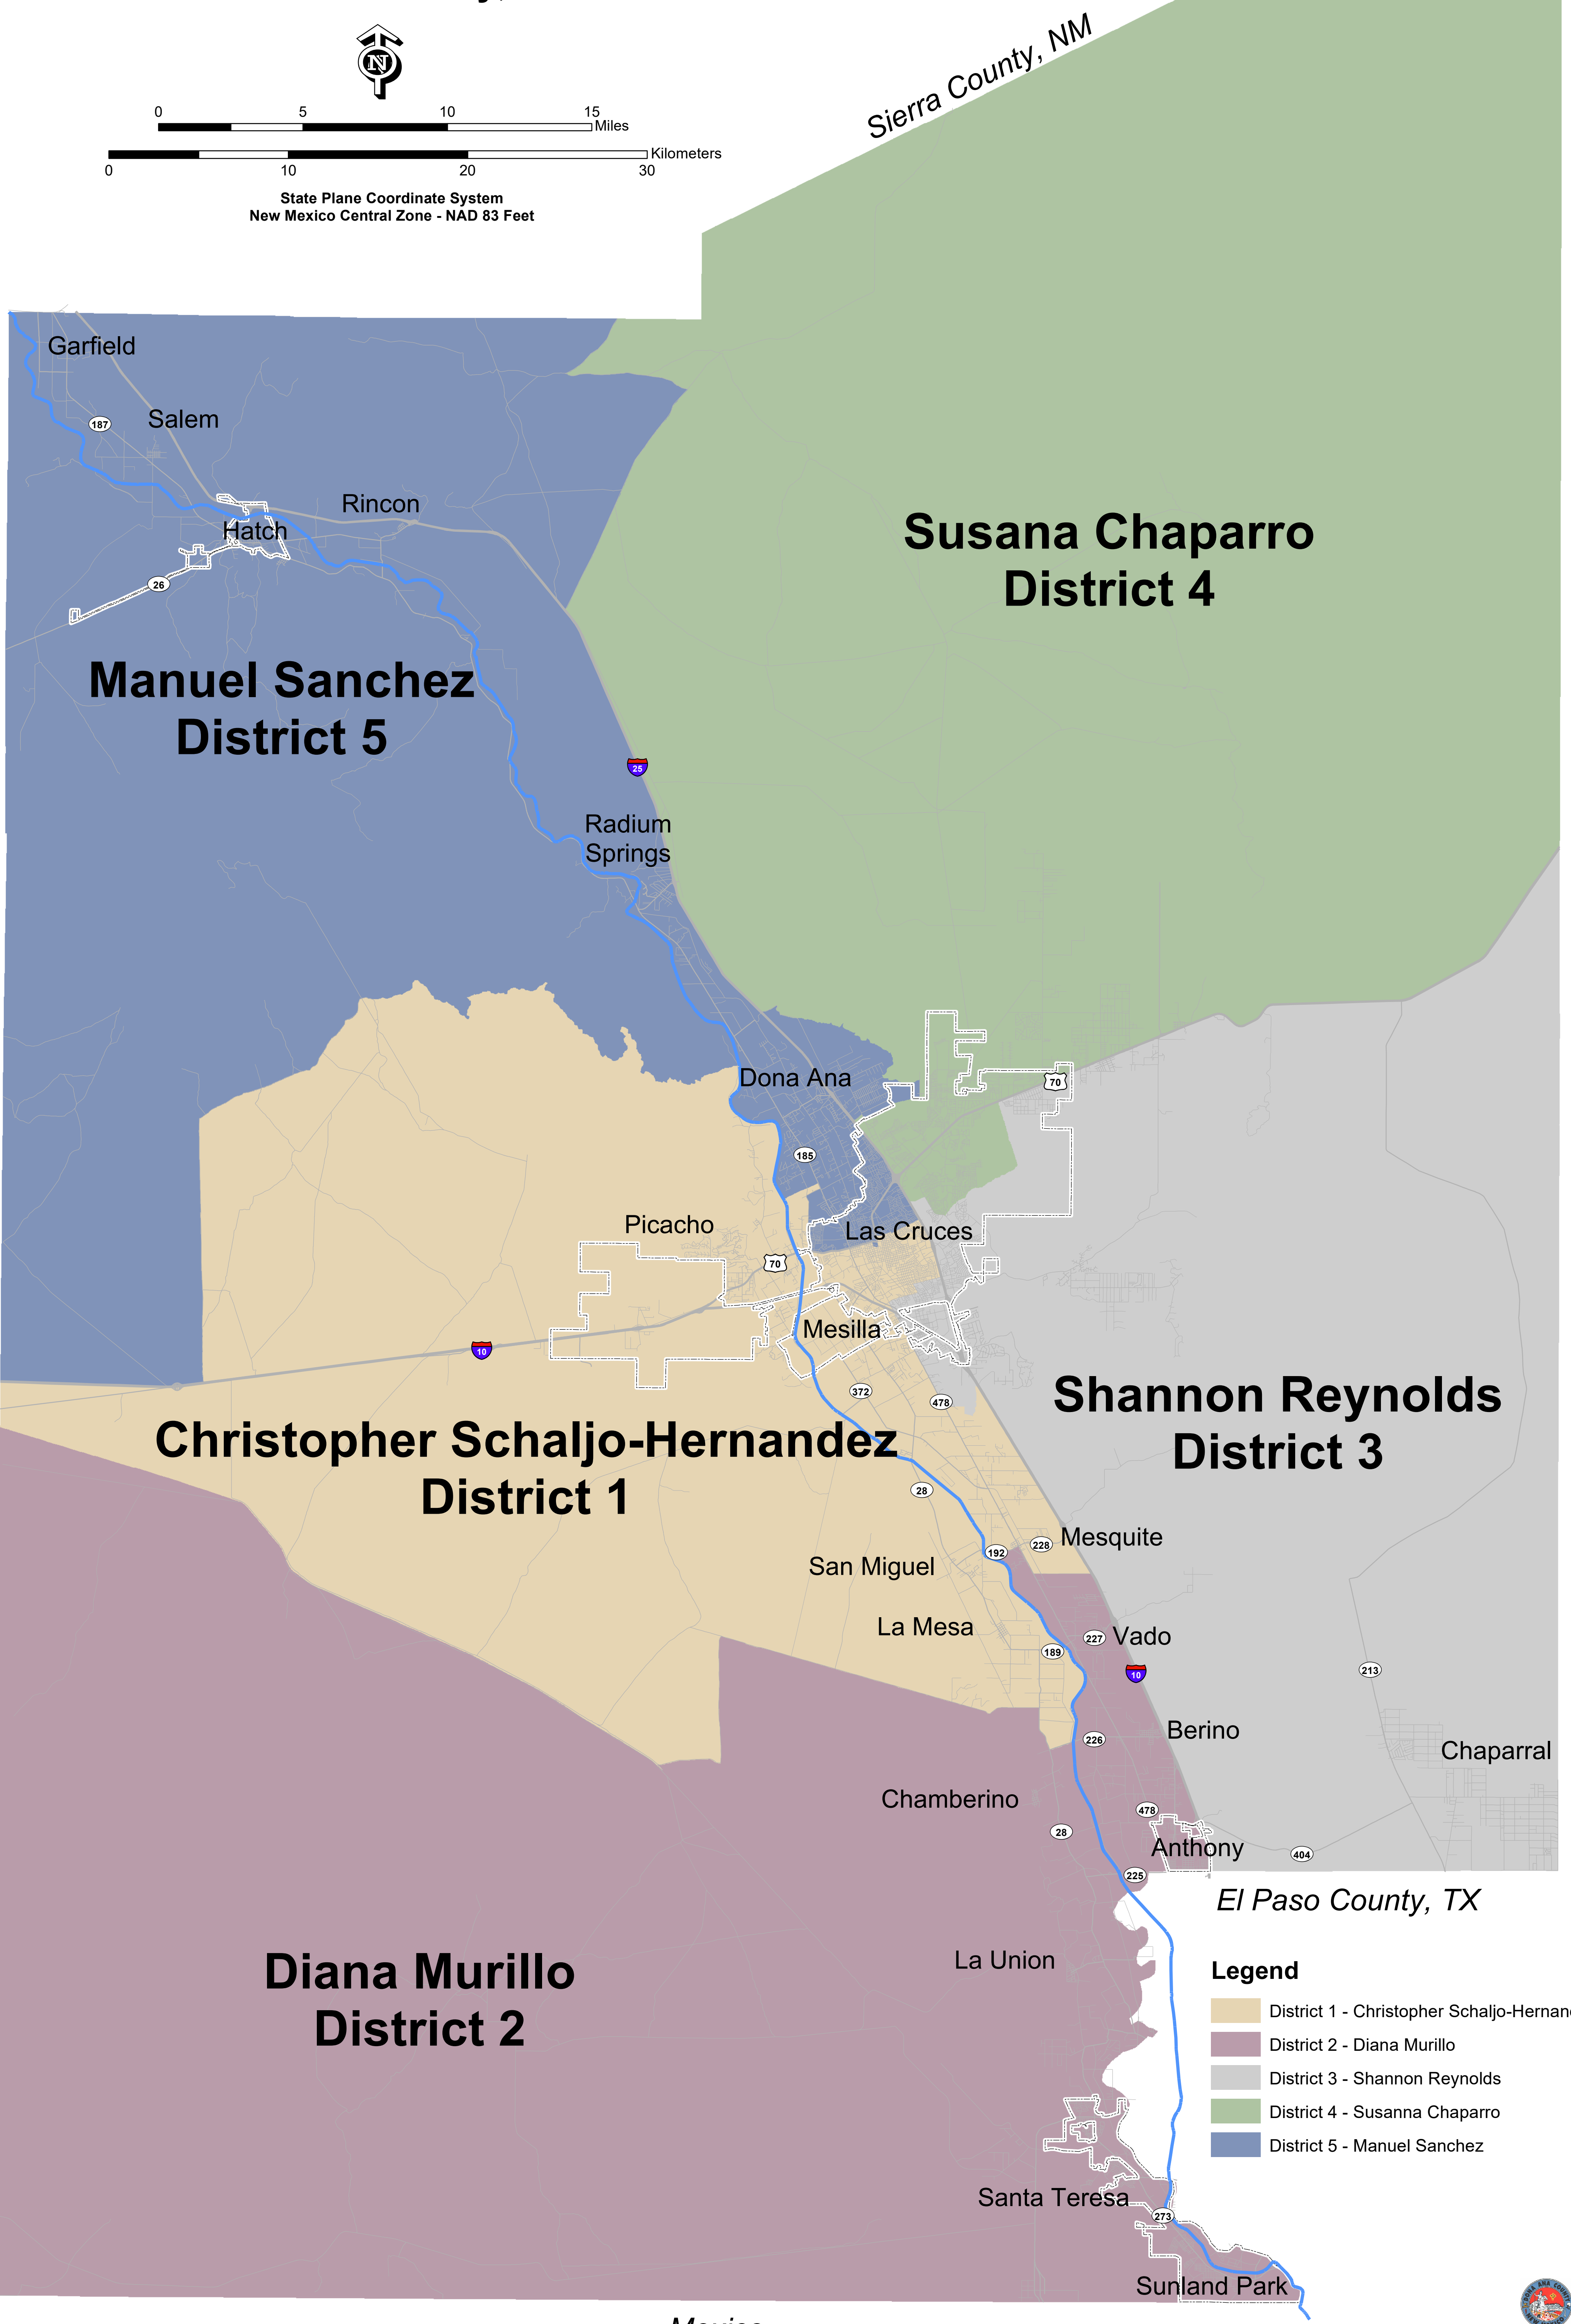 N
0 5 10 15
Miles
Kilometers
0 10 20 30
State Plane Coordinate System
New Mexico Central Zone - NAD 83 Feet
Sierra County, NM
Garfield
187
Salem
Rincon
Hatch
26
Susana Chaparro
District 4
Manuel Sanchez
District 5
25
Radium
Springs
Dona Ana
70
185
Picacho
Las Cruces
70
Mesilla
10
372
478
Shannon Reynolds
District 3
Christopher Schaljo-Hernandez
District 1
28
Mesquite
228
192
San Miguel
La Mesa
227
Vado
189
10
213
Berino
226
Chaparral
Chamberino
478
28
Anthony
404
225
El Paso County, TX
La Union
Diana Murillo
District 2
Legend
District 1 - Christopher Schaljo-Hernan
District 2 - Diana Murillo
District 3 - Shannon Reynolds
District 4 - Susanna Chaparro
District 5 - Manuel Sanchez
Santa Teresa
273
Sunland Park